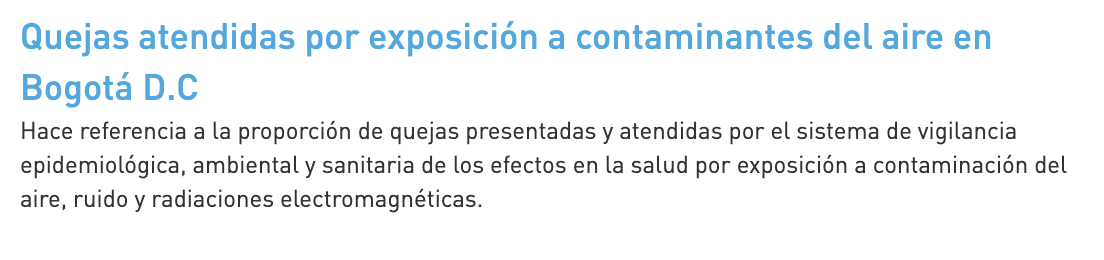 Quejas atendidas por exposición a contaminantes del aire en
Bogotá D.C
Hace referencia a la proporción de quejas presentadas y atendidas por el sistema de vigilancia
epidemiológica, ambiental y sanitaria de los efectos en la salud por exposición a contaminación del
aire, ruido y radiaciones electromagnéticas.